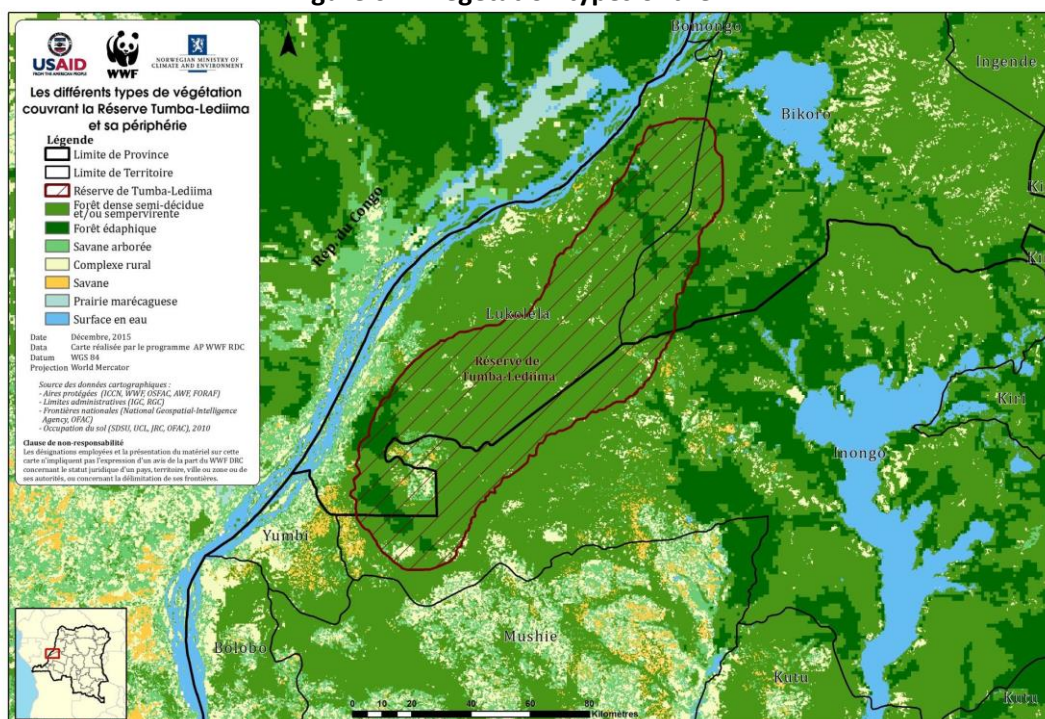 USAID
FROM THE AMERICAN PEOPLE
WWF
NORWEGIAN MINISTRY OF
CLIMATE AND ENVIRONMENT
Les différents types de végétation
couvrant la Réserve Tumba-Lediima
et sa périphérie
Légende
Limite de Province
Limite de Territoire
Réserve de Tumba-Lediima
Forêt dense semi-décidue
et/ou sempervirente
Forêt édaphique
Savane arborée
Complexe rural
Savane
Prairie marécaguese
Surface en eau
Date Décembre, 2015
Data Carte réalisée par le programme AP WWF RDC
Datum WGS 84
Projection World Mercator
Source des données cartographiques :
- Aires protégées (ICCN, WWF, OSFAC, AWF, FORAF)
- Limites administratives (IGC, RGC)
- Frontières nationales (National Geospatial-Intelligence
Agency, OFAC)
- Occupation du sol (SDSU, UCL, JRC, OFAC), 2010
Clause de non-responsabilité
Les désignations employées et la présentation du matériel sur cette
carte n'impliquent pas l'expression d'un avis de la part du WWF DRC
concernant le statut juridique d'un pays, territoire, ville ou zone ou de
ses autorités, ou concernant la délimitation de ses frontières.
Bomongo
Ingende
Bikoro
Rep. du Congo
Lukolela
Réserve de
Tumba-Lediima
Kiri
Inongo
Yumbi
Bolobo
Mushie
Kutu
Kutu
0 10 20 40 60 80
Kilomètres